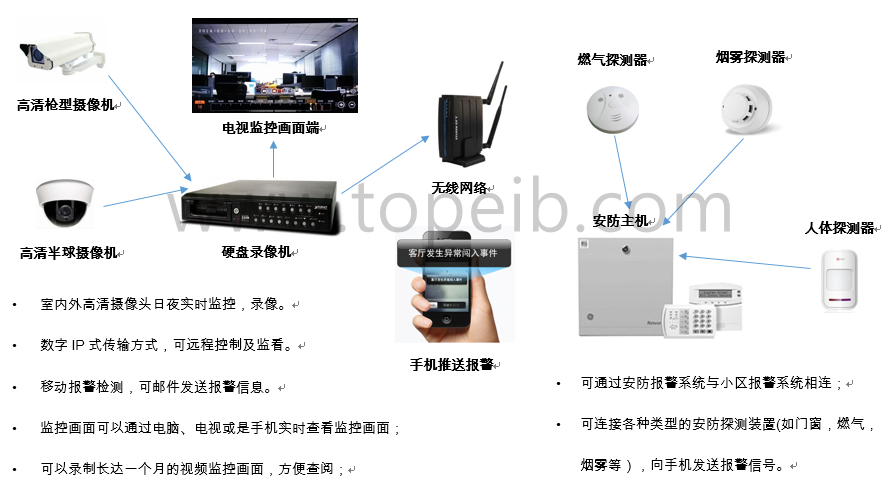 高清枪型摄像机
电视监控画面端
无线网络
燃气探测器
烟雾探测器
高清半球摄像机
硬盘录像机
www.topeib.com
安防主机
人体探测器
客厅发生异常闯入事件
手机推送报警
• 室内外高清摄像头日夜实时监控，录像。
• 数字 IP 式传输方式，可远程控制及监看。
• 移动报警检测，可邮件发送报警信息。
• 监控画面可以通过电脑、电视或是手机实时查看监控画面；
• 可以录制长达一个月的视频监控画面，方便查阅；
• 可通过安防报警系统与小区报警系统相连；
• 可连接各种类型的安防探测装置(如门窗，燃气，
烟雾等），向手机发送报警信号。